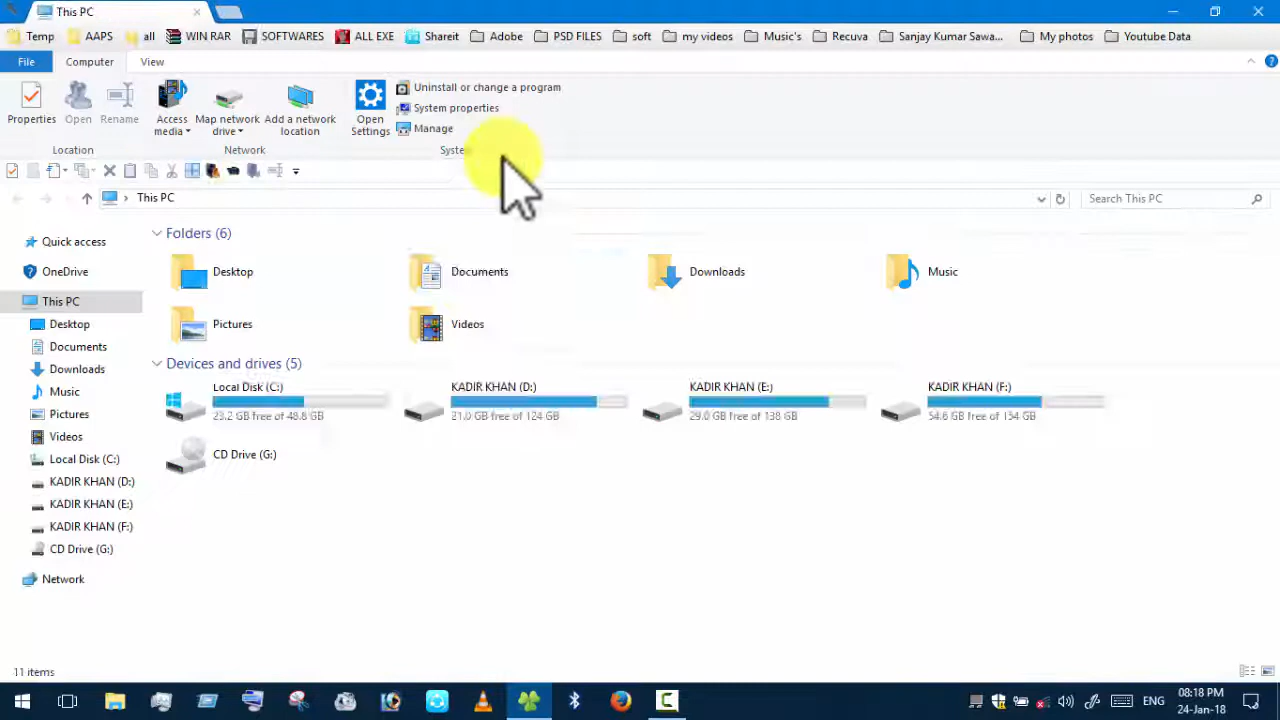 This PC
Temp AAPS all WIN RAR SOFTWARES ALL EXE Shareit Adobe PSD FILES soft my videos Music's Recuva Sanjay Kumar Sawa... My photos Youtube Data
File Computer View
Properties Open Rename Access media Map network drive Add a network location Open Settings
Uninstall or change a program
System properties
Manage
Location Network Syste
This PC Search This PC
Quick access
OneDrive
This PC
Desktop
Documents
Downloads
Music
Pictures
Videos
Local Disk (C:)
KADIR KHAN (D:)
KADIR KHAN (E:)
KADIR KHAN (F:)
CD Drive (G:)
Network
Folders (6)
Desktop Documents Downloads Music
Pictures Videos
Devices and drives (5)
Local Disk (C:) KADIR KHAN (D:) KADIR KHAN (E:) KADIR KHAN (F:)
23.2 GB free of 48.8 GB 21.0 GB free of 124 GB 29.0 GB free of 138 GB 54.6 GB free of 154 GB
CD Drive (G:)
11 items
ENG 08:18 PM
24-Jan-18